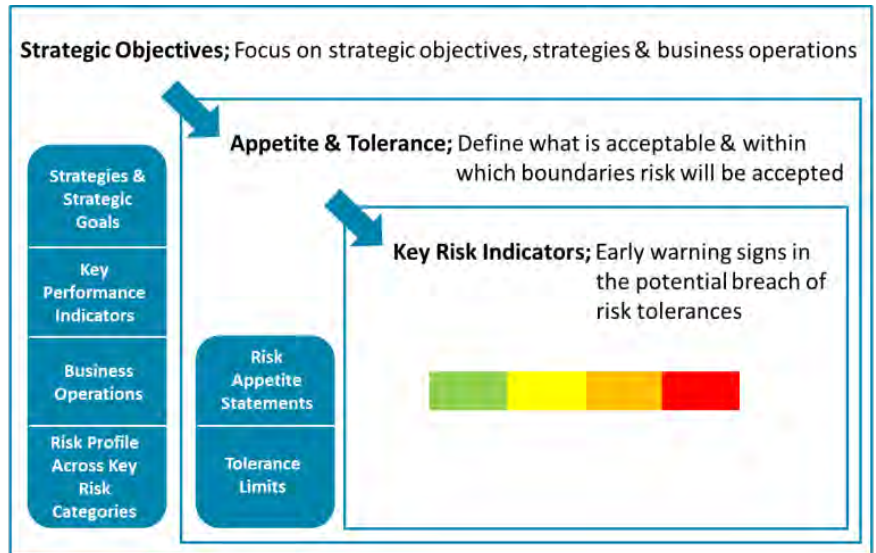 Strategic Objectives; Focus on strategic objectives, strategies & business operations
Appetite & Tolerance; Define what is acceptable & within
which boundaries risk will be accepted
Key Risk Indicators; Early warning signs in
the potential breach of
risk tolerances
Strategies &
Strategic
Goals
Key
Performance
Indicators
Business
Operations
Risk Profile
Across Key
Risk
Categories
Risk
Appetite
Statements
Tolerance
Limits